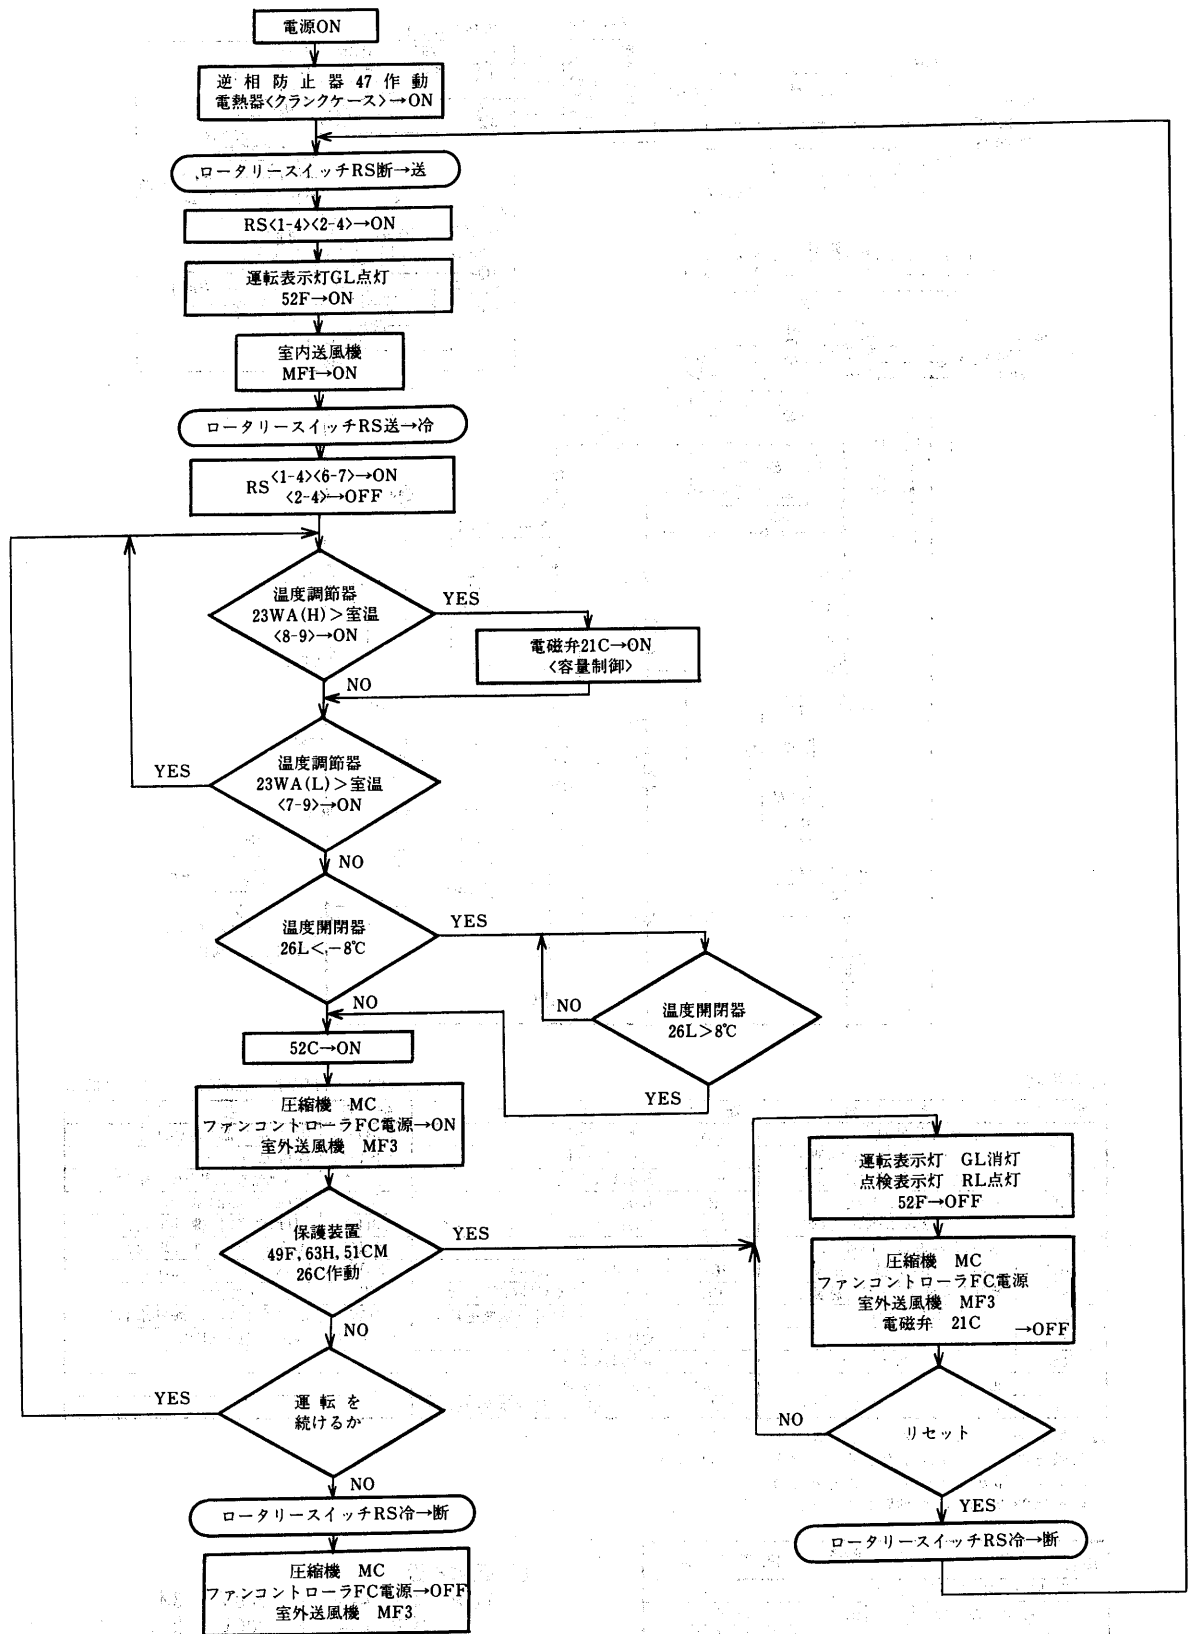 電源ON
逆相防止器 47 作動
電熱器<クランクケース>→ON
ロータリースイッチRS断→送
RS<1-4><2-4>→ON
運転表示灯GL点灯
52F→ON
室内送風機
MFI→ON
ロータリースイッチRS送→冷
RS<1-4><6-7>→ON
<2-4>→OFF
温度調節器
23WA(H)>室温
<8-9>→ON
YES
電磁弁21C→ON
<容量制御>
NO
温度調節器
23WA(L)>室温
<7-9>→ON
YES
NO
温度開閉器
26L<-8℃
YES
NO
温度開閉器
26L>8℃
NO
YES
52C→ON
圧縮機 MC
ファンコントローラFC電源→ON
室外送風機 MF3
保護装置
49F, 63H, 51CM
26C作動
YES
NO
運転表示灯 GL消灯
点検表示灯 RL点灯
52F→OFF
圧縮機 MC
ファンコントローラFC電源
室外送風機 MF3
電磁弁 21C →OFF
リセット
NO
YES
ロータリースイッチRS冷→断
運転を
続けるか
YES
NO
ロータリースイッチRS冷→断
圧縮機 MC
ファンコントローラFC電源→OFF
室外送風機 MF3